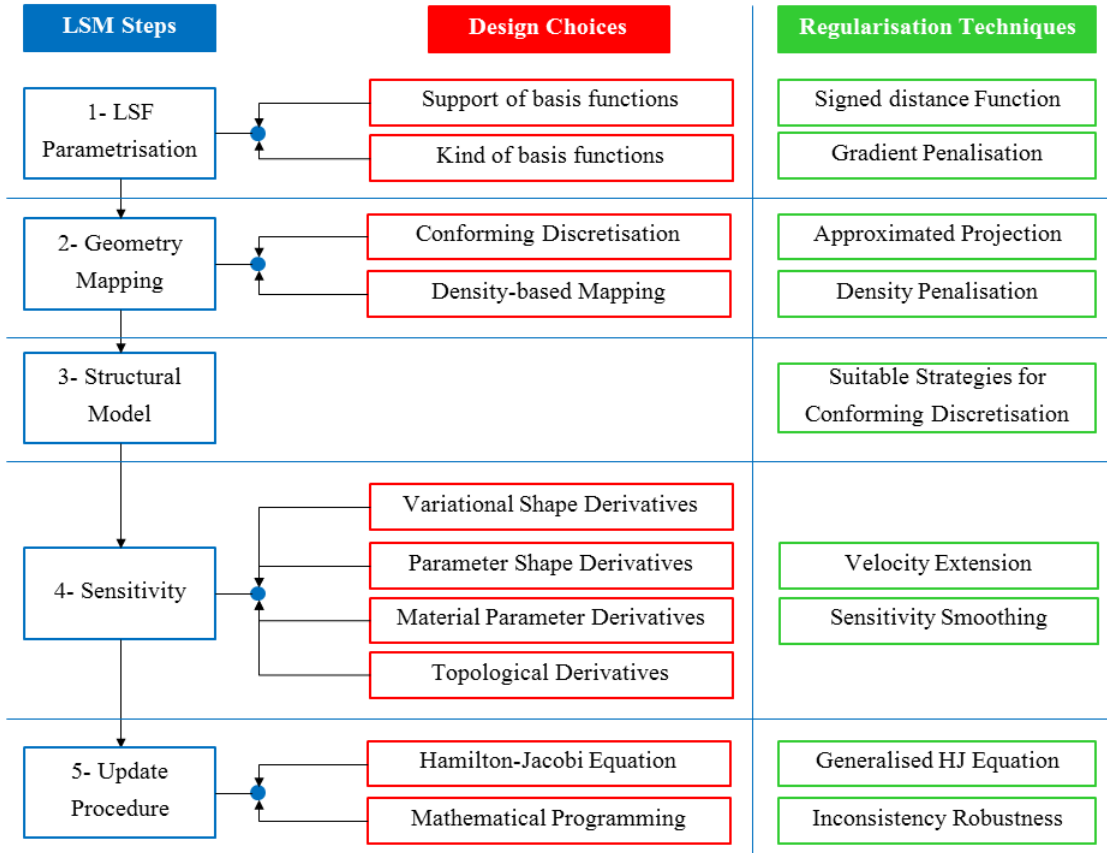 LSM Steps
Design Choices
Regularisation Techniques
1- LSF
Parametrisation
Support of basis functions
Kind of basis functions
Signed distance Function
Gradient Penalisation
2- Geometry
Mapping
Conforming Discretisation
Density-based Mapping
Approximated Projection
Density Penalisation
3- Structural
Model
Suitable Strategies for
Conforming Discretisation
4- Sensitivity
Variational Shape Derivatives
Parameter Shape Derivatives
Material Parameter Derivatives
Topological Derivatives
Velocity Extension
Sensitivity Smoothing
5- Update
Procedure
Hamilton-Jacobi Equation
Mathematical Programming
Generalised HJ Equation
Inconsistency Robustness